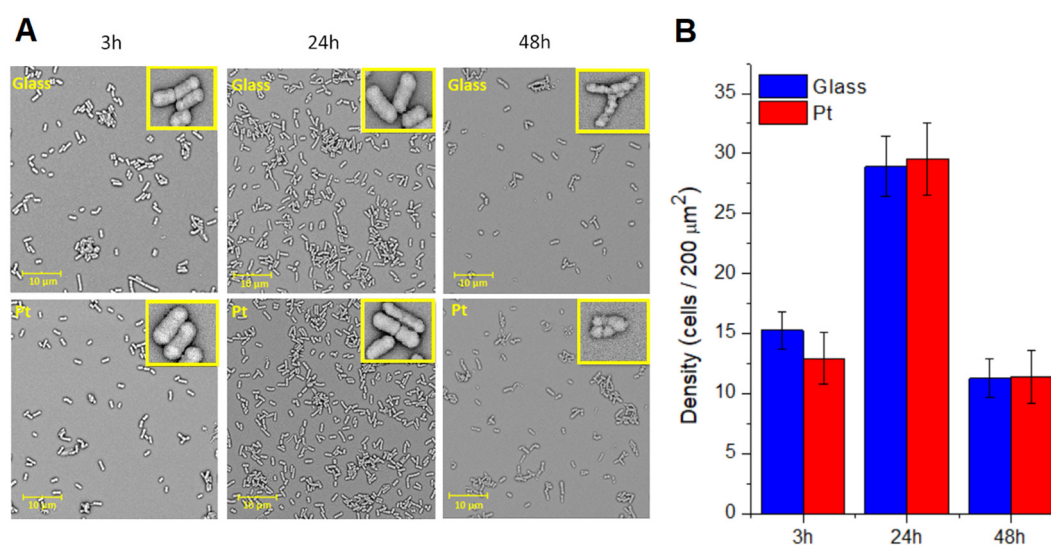 A
3h
24h
48h
Glass
Glass
Glass
10 µm
10 µm
10 µm
Pt
Pt
Pt
10 µm
10 µm
10 µm
B
Glass
Pt
Density (cells / 200 µm²)
35
30
25
20
15
10
5
0
3h
24h
48h